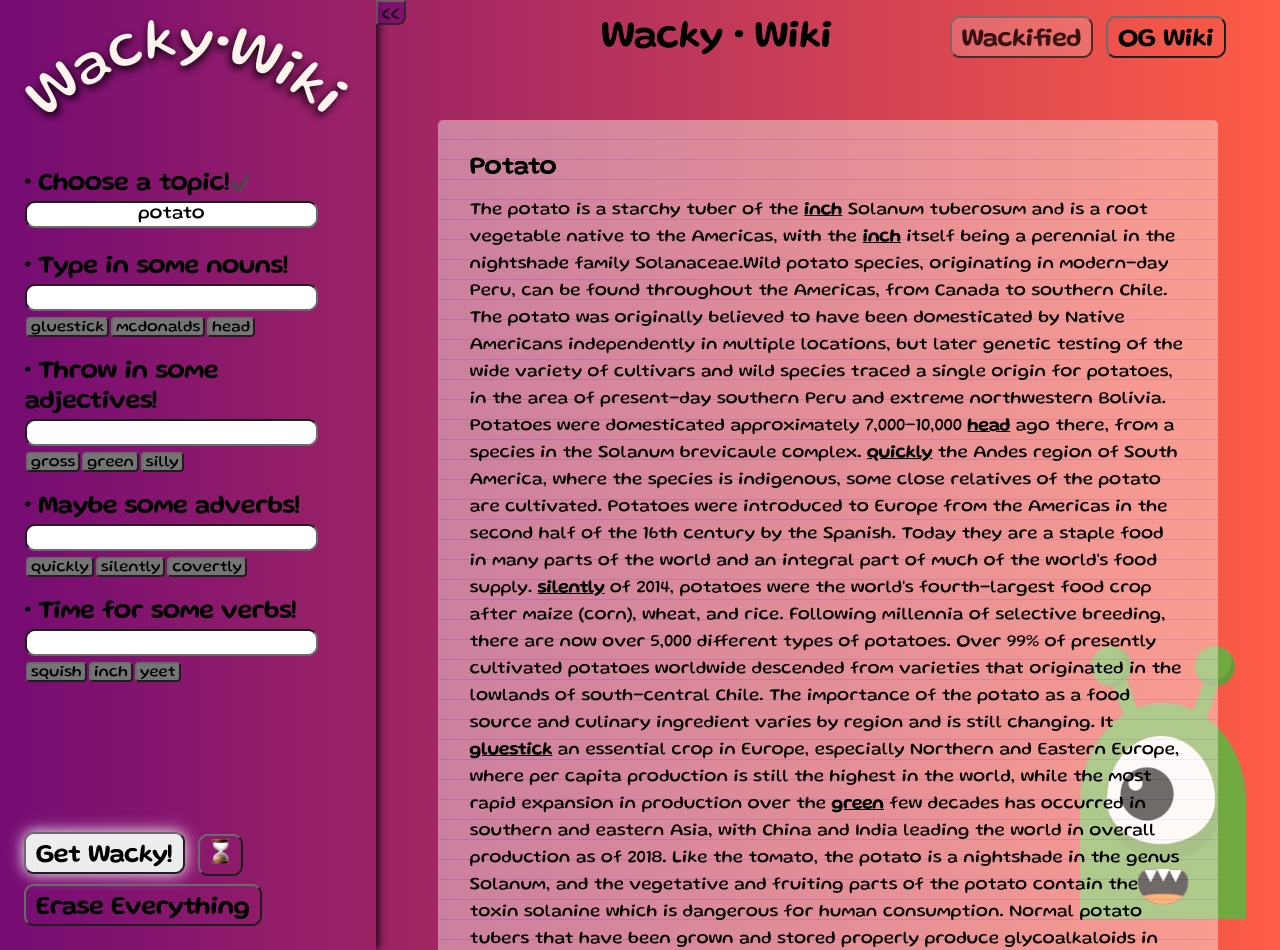 Wacky•Wiki
• Choose a topic!✓
potato
• Type in some nouns!
gluestick mcdonalds head
• Throw in some
adjectives!
gross green silly
• Maybe some adverbs!
quickly silently covertly
• Time for some verbs!
squish inch yeet
Get Wacky! ⌛
Erase Everything
<<
Wacky • Wiki
Wackified OG Wiki
Potato
The potato is a starchy tuber of the inch Solanum tuberosum and is a root
vegetable native to the Americas, with the inch itself being a perennial in the
nightshade family Solanaceae.Wild potato species, originating in modern-day
Peru, can be found throughout the Americas, from Canada to southern Chile.
The potato was originally believed to have been domesticated by Native
Americans independently in multiple locations, but later genetic testing of the
wide variety of cultivars and wild species traced a single origin for potatoes,
in the area of present-day southern Peru and extreme northwestern Bolivia.
Potatoes were domesticated approximately 7,000–10,000 head ago there, from a
species in the Solanum brevicaule complex. quickly the Andes region of South
America, where the species is indigenous, some close relatives of the potato
are cultivated. Potatoes were introduced to Europe from the Americas in the
second half of the 16th century by the Spanish. Today they are a staple food
in many parts of the world and an integral part of much of the world's food
supply. silently of 2014, potatoes were the world's fourth-largest food crop
after maize (corn), wheat, and rice. Following millennia of selective breeding,
there are now over 5,000 different types of potatoes. Over 99% of presently
cultivated potatoes worldwide descended from varieties that originated in the
lowlands of south-central Chile. The importance of the potato as a food
source and culinary ingredient varies by region and is still changing. It
gluestick an essential crop in Europe, especially Northern and Eastern Europe,
where per capita production is still the highest in the world, while the most
rapid expansion in production over the green few decades has occurred in
southern and eastern Asia, with China and India leading the world in overall
production as of 2018. Like the tomato, the potato is a nightshade in the genus
Solanum, and the vegetative and fruiting parts of the potato contain the
toxin solanine which is dangerous for human consumption. Normal potato
tubers that have been grown and stored properly produce glycoalkaloids in